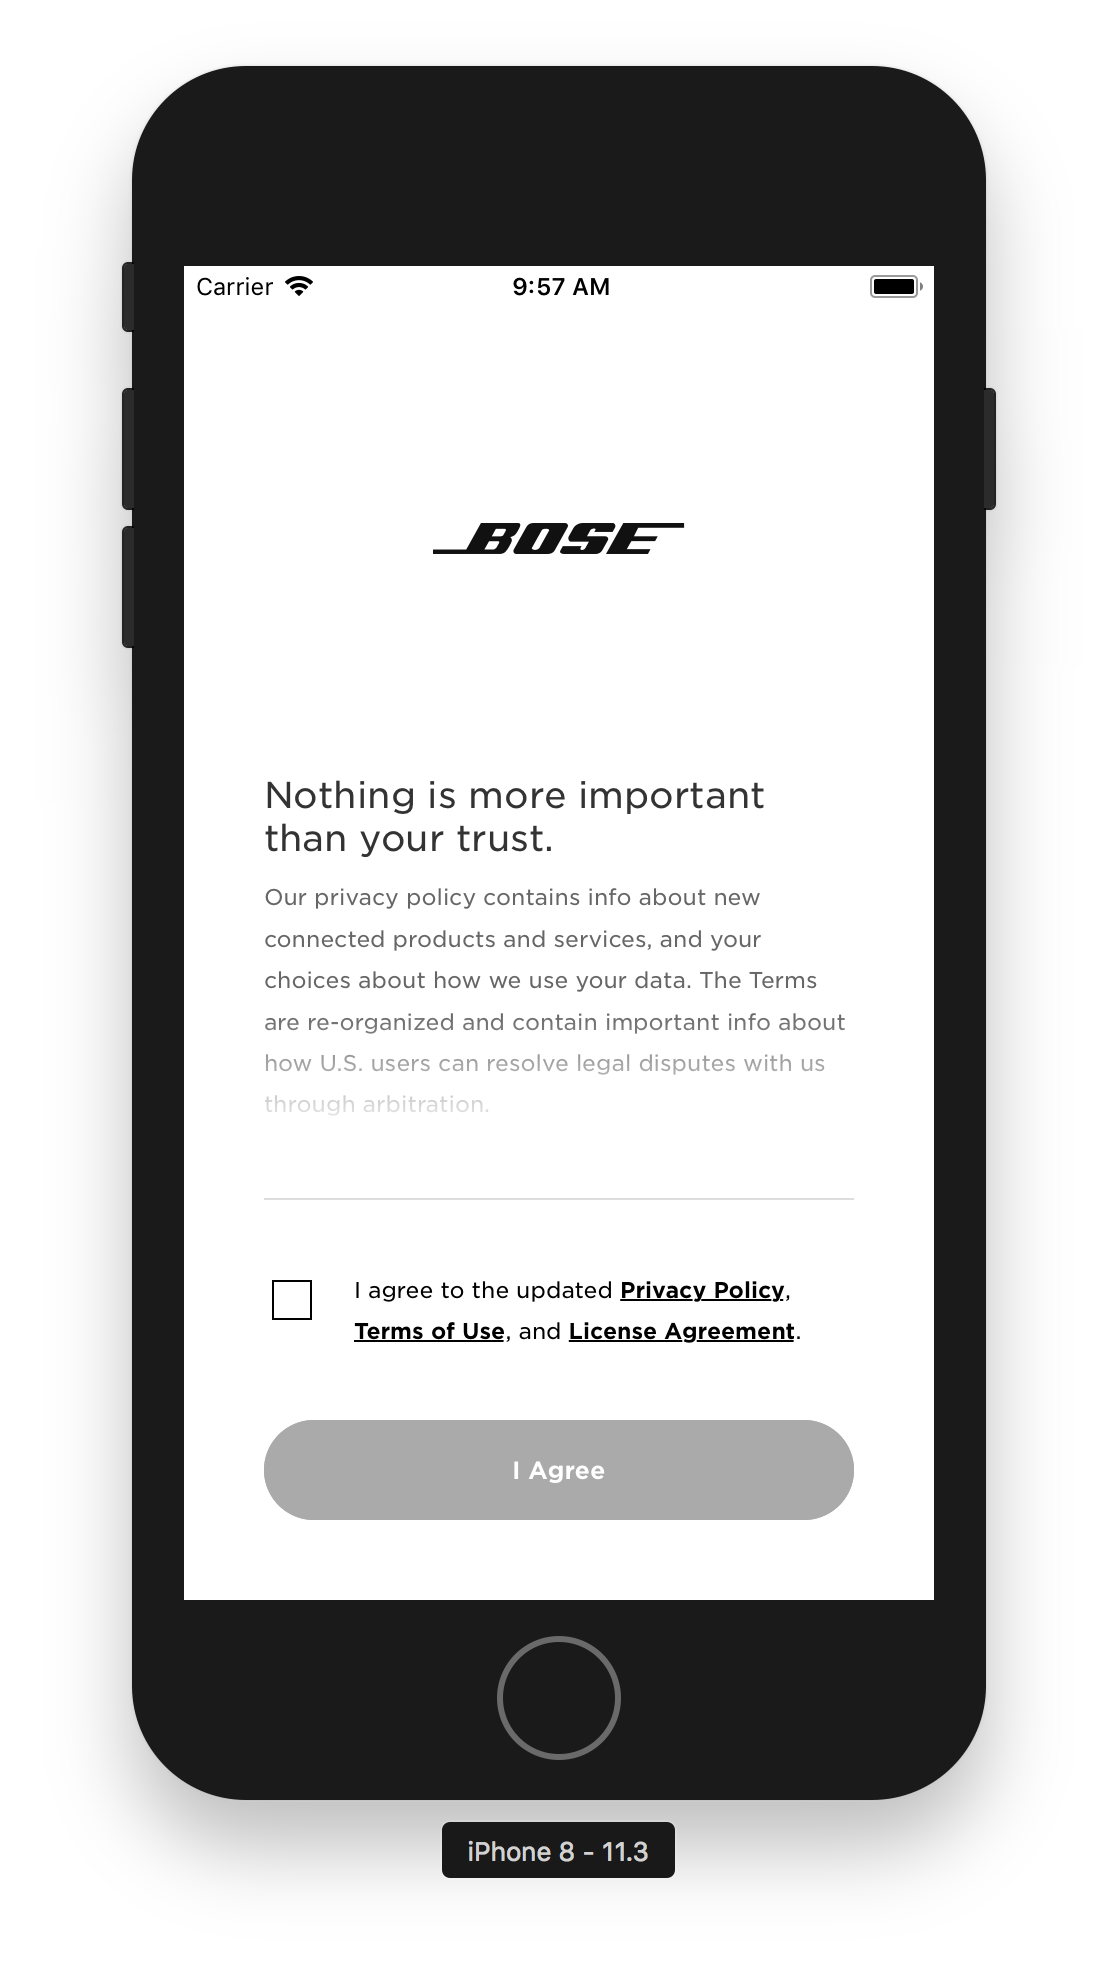 Carrier
9:57 AM
BOSE
Nothing is more important
than your trust.
Our privacy policy contains info about new
connected products and services, and your
choices about how we use your data. The Terms
are re-organized and contain important info about
how U.S. users can resolve legal disputes with us
through arbitration.
I agree to the updated Privacy Policy,
Terms of Use, and License Agreement.
I Agree
iPhone 8 - 11.3